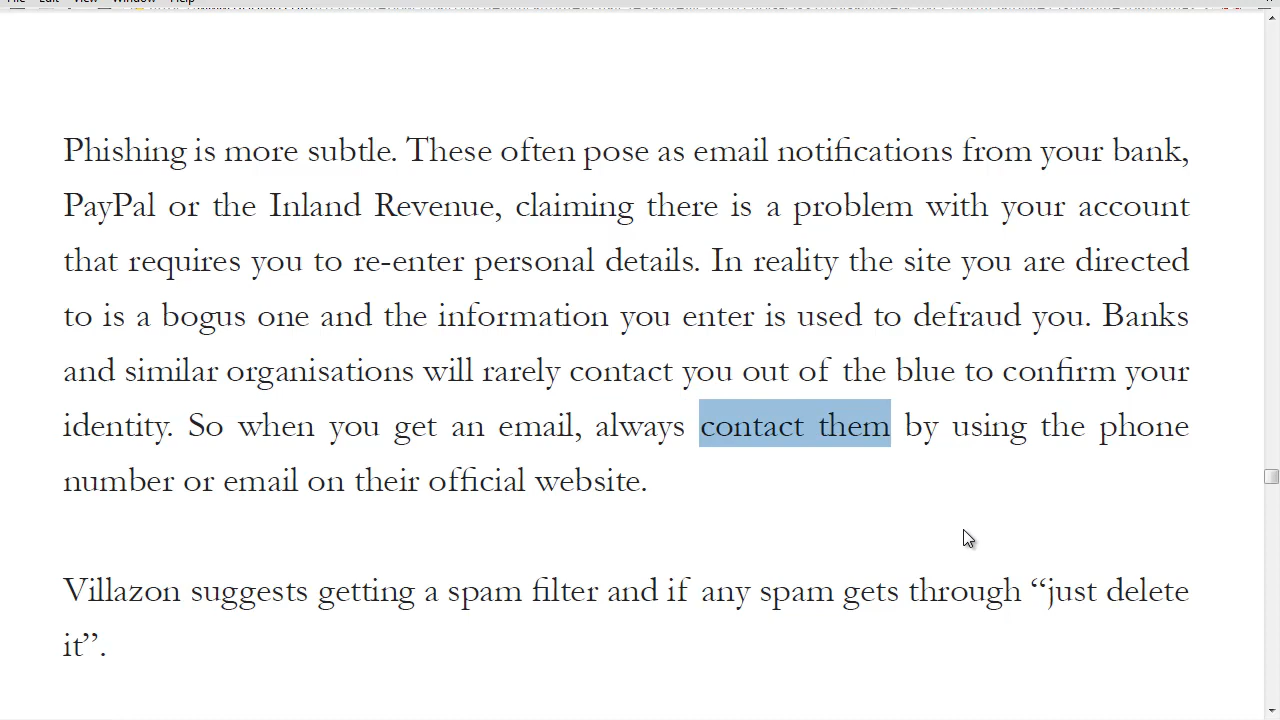 File Edit View Window Help
Phishing is more subtle. These often pose as email notifications from your bank,
PayPal or the Inland Revenue, claiming there is a problem with your account
that requires you to re-enter personal details. In reality the site you are directed
to is a bogus one and the information you enter is used to defraud you. Banks
and similar organisations will rarely contact you out of the blue to confirm your
identity. So when you get an email, always contact them by using the phone
number or email on their official website.
Villazon suggests getting a spam filter and if any spam gets through “just delete
it”.